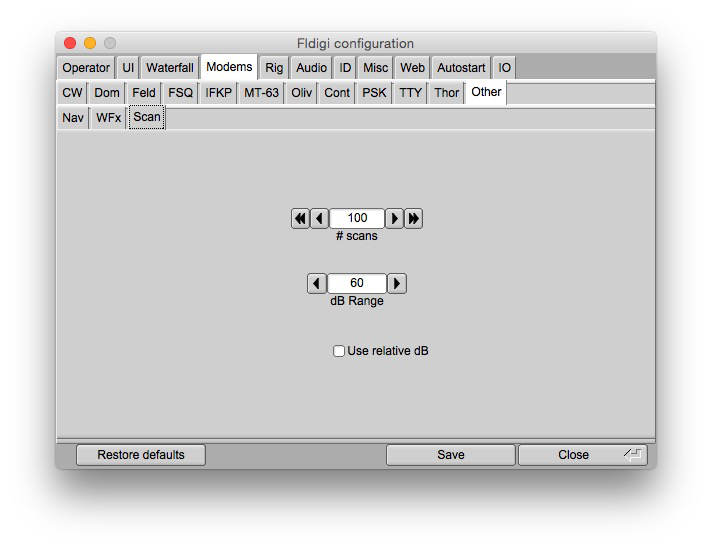 Fldigi configuration
Operator UI Waterfall Modems Rig Audio ID Misc Web Autostart IO
CW Dom Feld FSQ IFKP MT-63 Oliv Cont PSK TTY Thor Other
Nav WFx Scan
100
# scans
60
dB Range
Use relative dB
Restore defaults Save Close